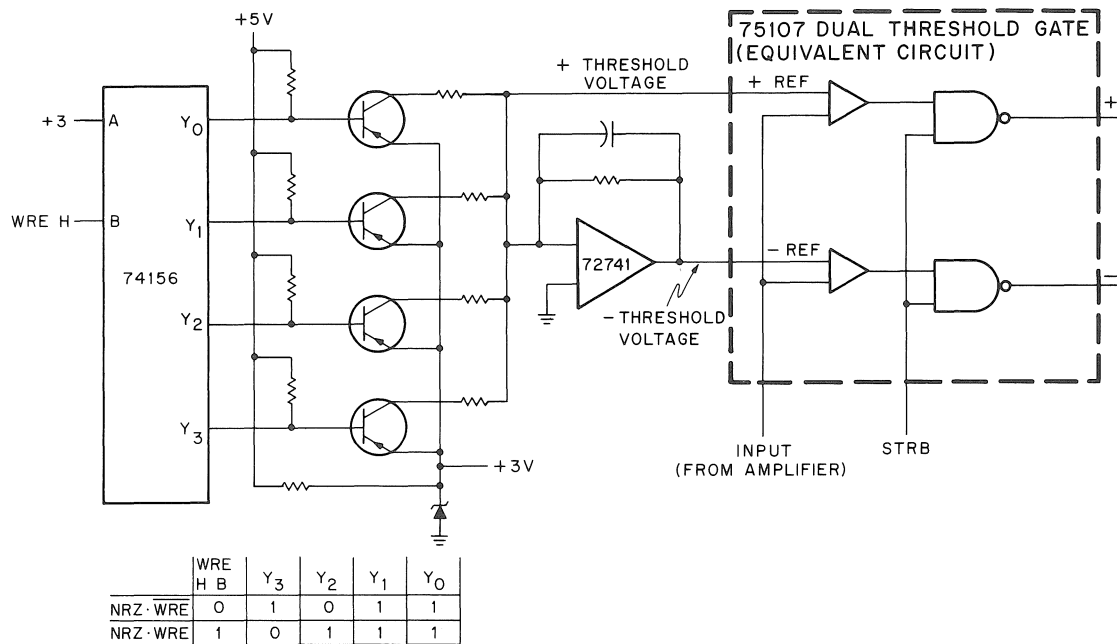 +5V
75107 DUAL THRESHOLD GATE
(EQUIVALENT CIRCUIT)
+ THRESHOLD
VOLTAGE
+ REF
+3
A
Y0
+
WRE H
B
Y1
74156
72741
- REF
-
Y2
-THRESHOLD
VOLTAGE
Y3
INPUT
(FROM AMPLIFIER)
STRB
+3V
WRE
H B
Y3
Y2
Y1
Y0
NRZ·WRE
0
1
0
1
1
NRZ·WRE
1
0
1
1
1